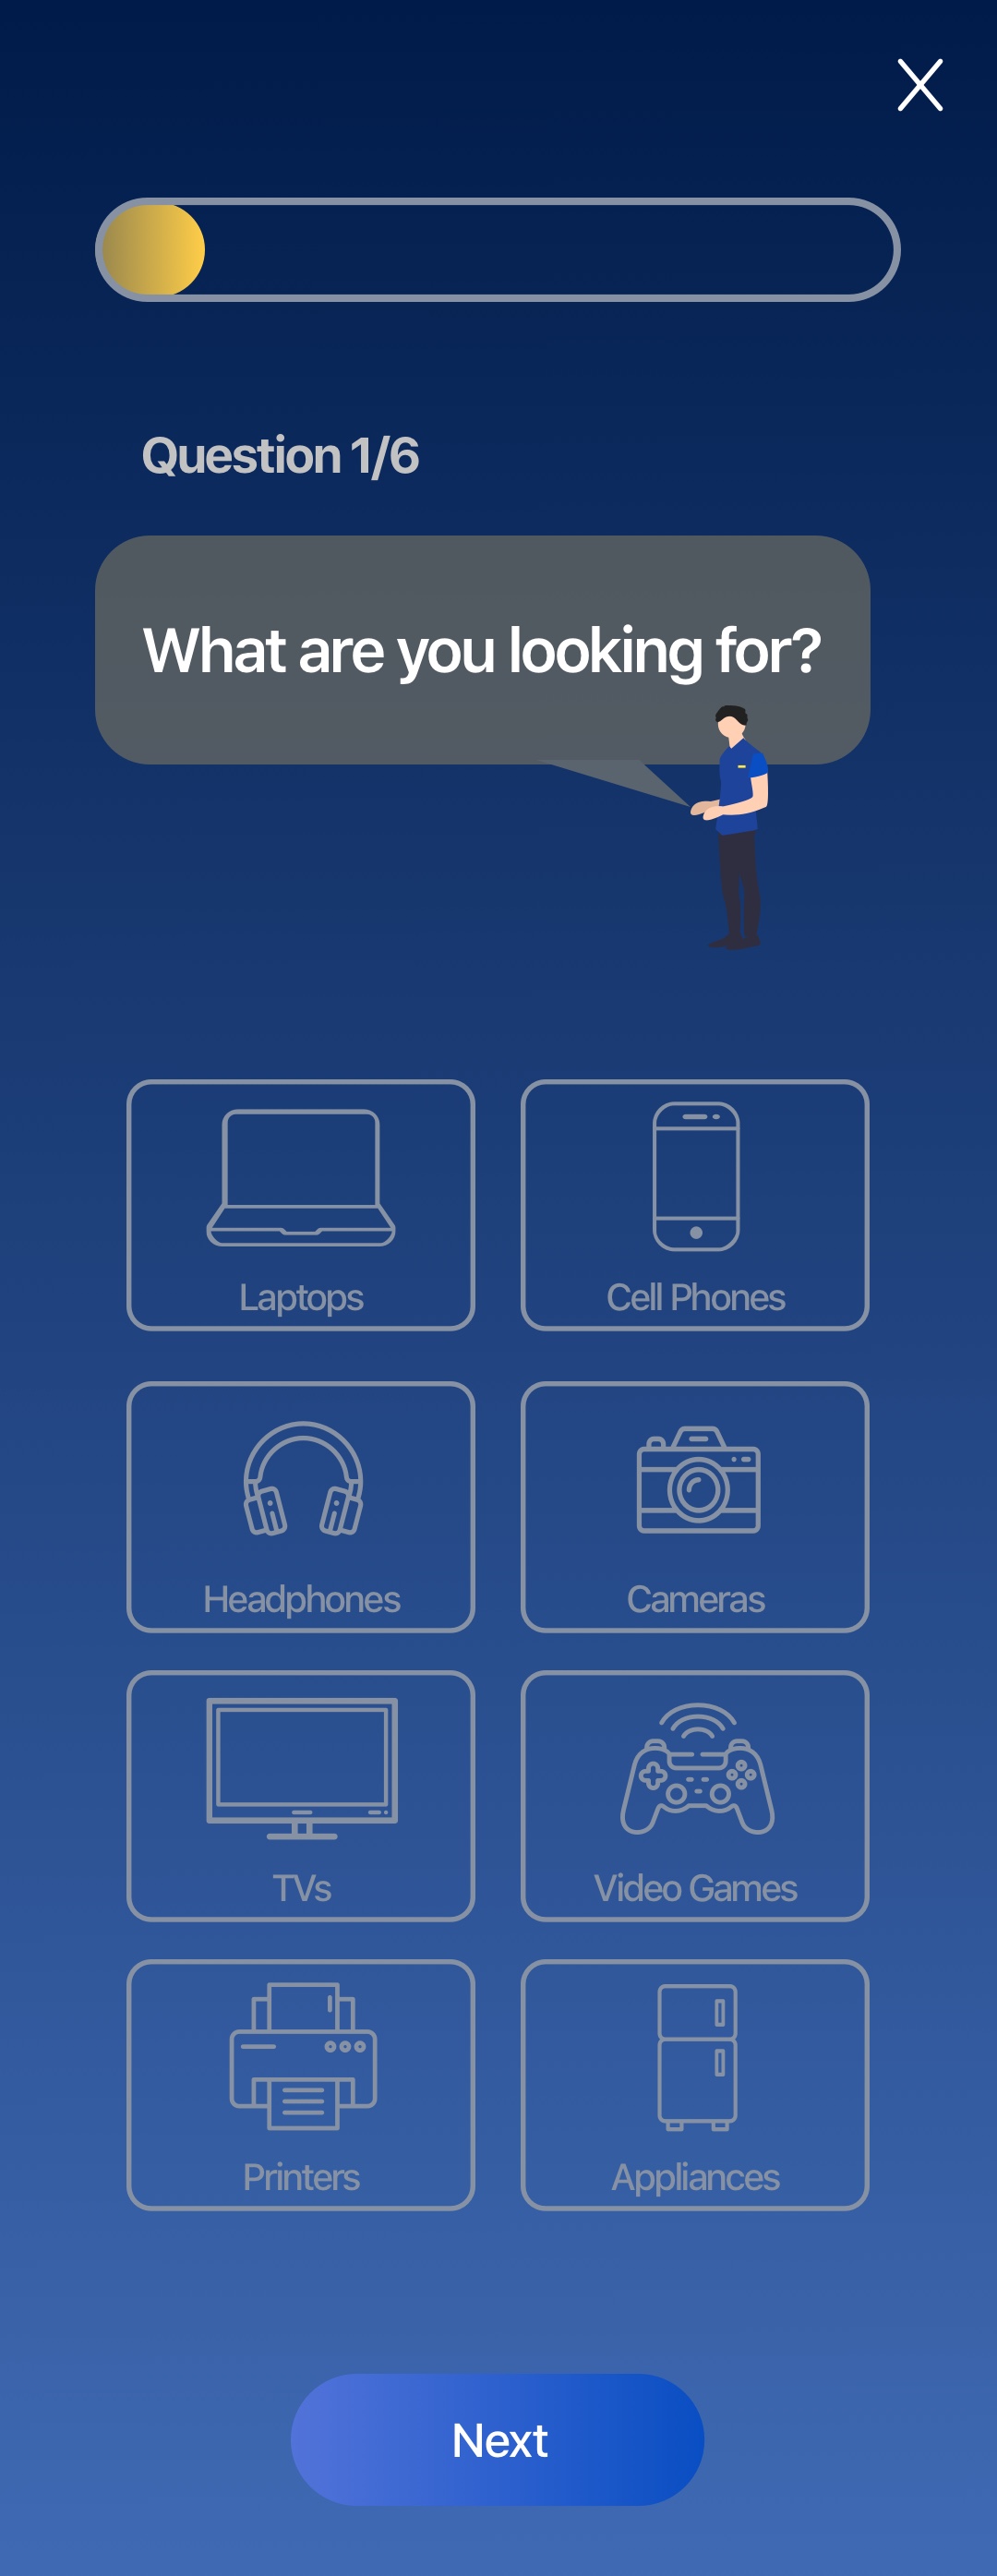 Question 1/6
What are you looking for?
Laptops
Cell Phones
Headphones
Cameras
TVs
Video Games
Printers
Appliances
Next